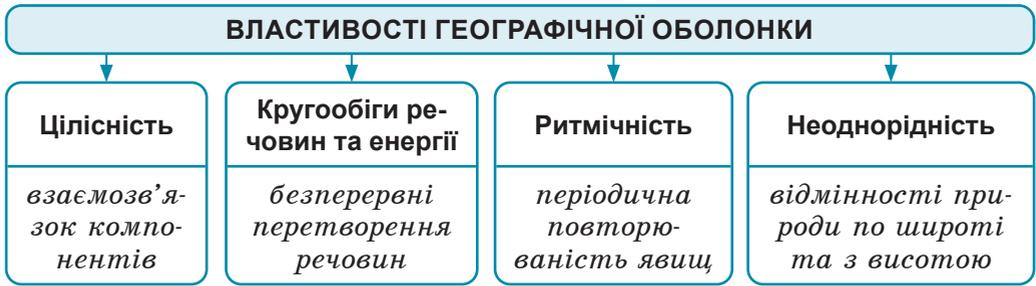 ВЛАСТИВОСТІ ГЕОГРАФІЧНОЇ ОБОЛОНКИ
Цілісність
взаємозв’я-
зок компо-
нентів
Кругообіги ре-
човин та енергії
безперервні
перетворення
речовин
Ритмічність
періодична
повторю-
ваність явищ
Неоднорідність
відмінності при-
роди по широті
та з висотою